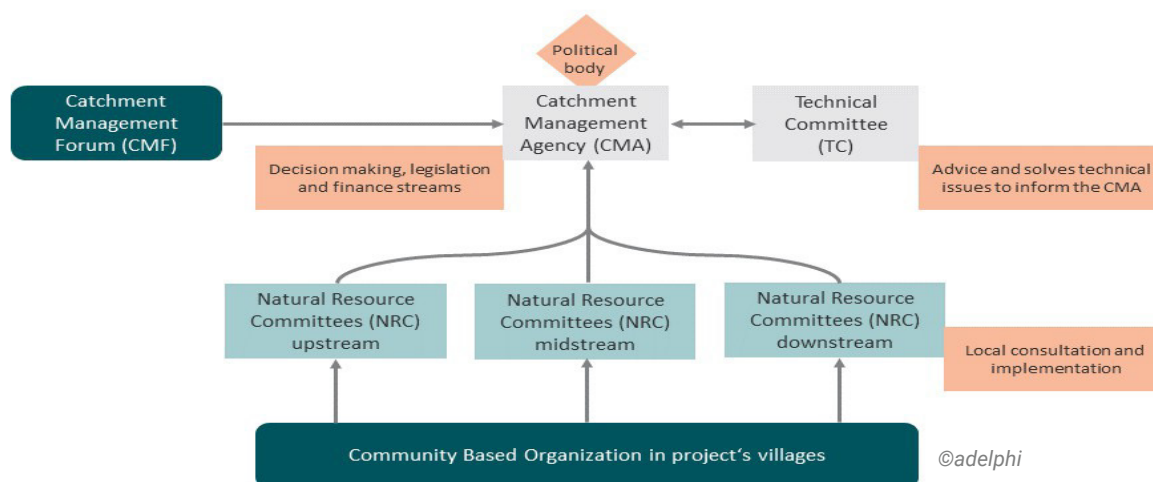 Political
body
Catchment
Management
Forum (CMF)
Catchment
Management
Agency (CMA)
Technical
Committee
(TC)
Decision making, legislation
and finance streams
Advice and solves technical
issues to inform the CMA
Natural Resource
Committees (NRC)
upstream
Natural Resource
Committees (NRC)
midstream
Natural Resource
Committees (NRC)
downstream
Local consultation and
implementation
Community Based Organization in project‘s villages
©adelphi